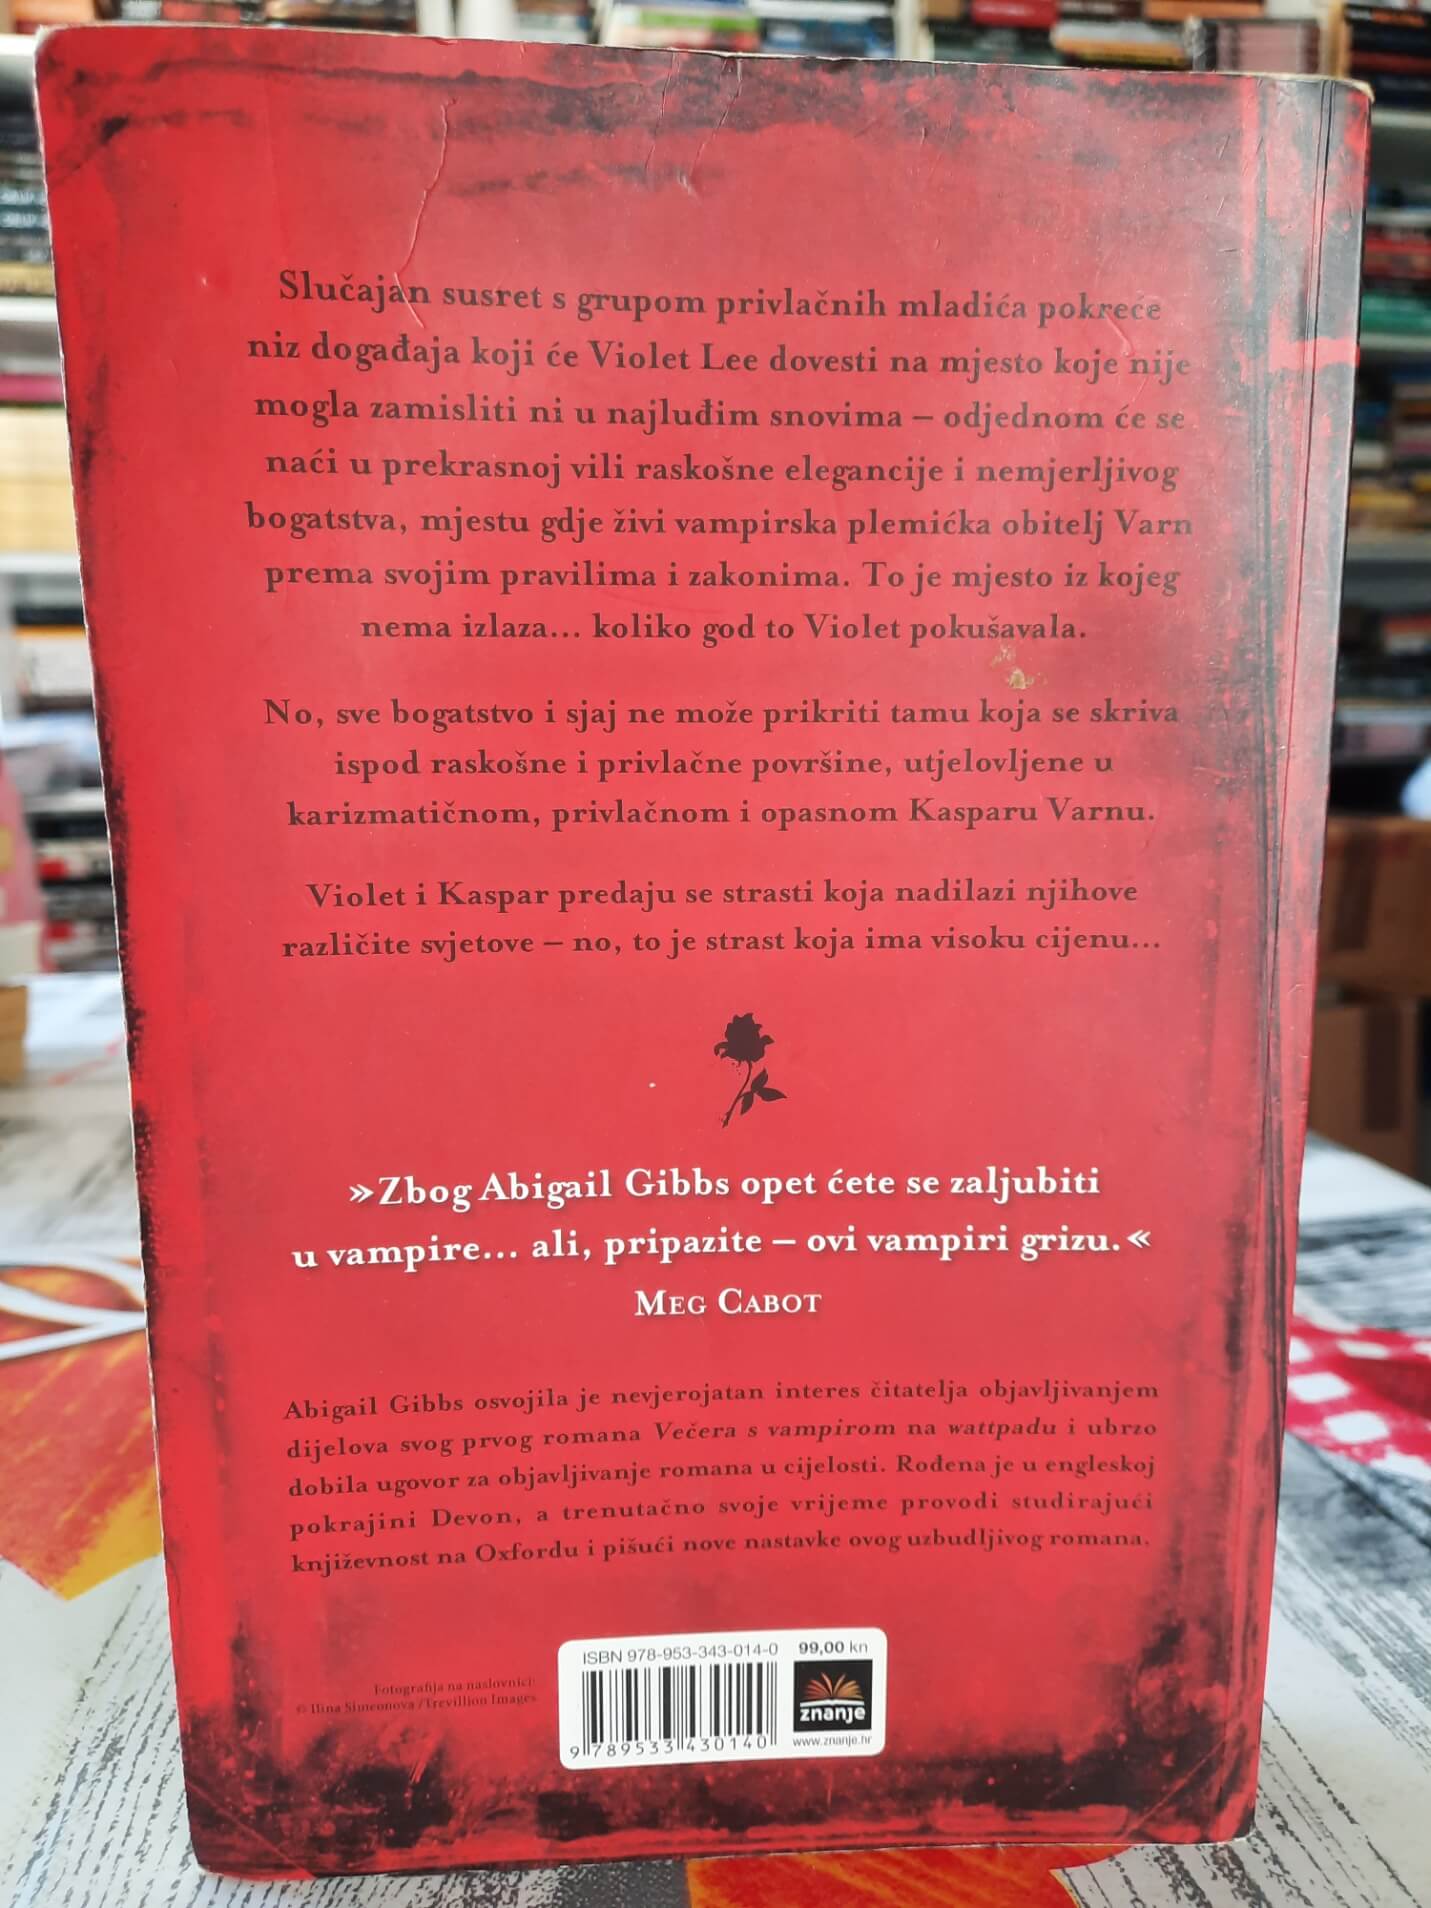 Slučajan susret s grupom privlačnih mladića pokreće
niz događaja koji će Violet Lee dovesti na mjesto koje nije
mogla zamisliti ni u najluđim snovima – odjednom će se
naći u prekrasnoj vili raskošne elegancije i nemjerljivog
bogatstva, mjestu gdje živi vampirska plemićka obitelj Varn
prema svojim pravilima i zakonima. To je mjesto iz kojeg
nema izlaza... koliko god to Violet pokušavala.
No, sve bogatstvo i sjaj ne može prikriti tamu koja se skriva
ispod raskošne i privlačne površine, utjelovljene u
karizmatičnom, privlačnom i opasnom Kasparu Varnu.
Violet i Kaspar predaju se strasti koja nadilazi njihove
različite svjetove – no, to je strast koja ima visoku cijenu...
»Zbog Abigail Gibbs opet ćete se zaljubiti
u vampire... ali, pripazite – ovi vampiri grizu.«
MEG CABOT
Abigail Gibbs osvojila je nevjerojatan interes čitatelja objavljivanjem
dijelova svog prvog romana Večera s vampirom na wattpadu i ubrzo
dobila ugovor za objavljivanje romana u cijelosti. Rođena je u engleskoj
pokrajini Devon, a trenutačno svoje vrijeme provodi studirajući
književnost na Oxfordu i pišući nove nastavke ovog uzbudljivog romana.
Fotografija na naslovnici:
© Ilina Simeonova / Trevillion Images
ISBN 978-953-343-014-0 99,00 kn
znanje
www.znanje.hr
9 789533 430140